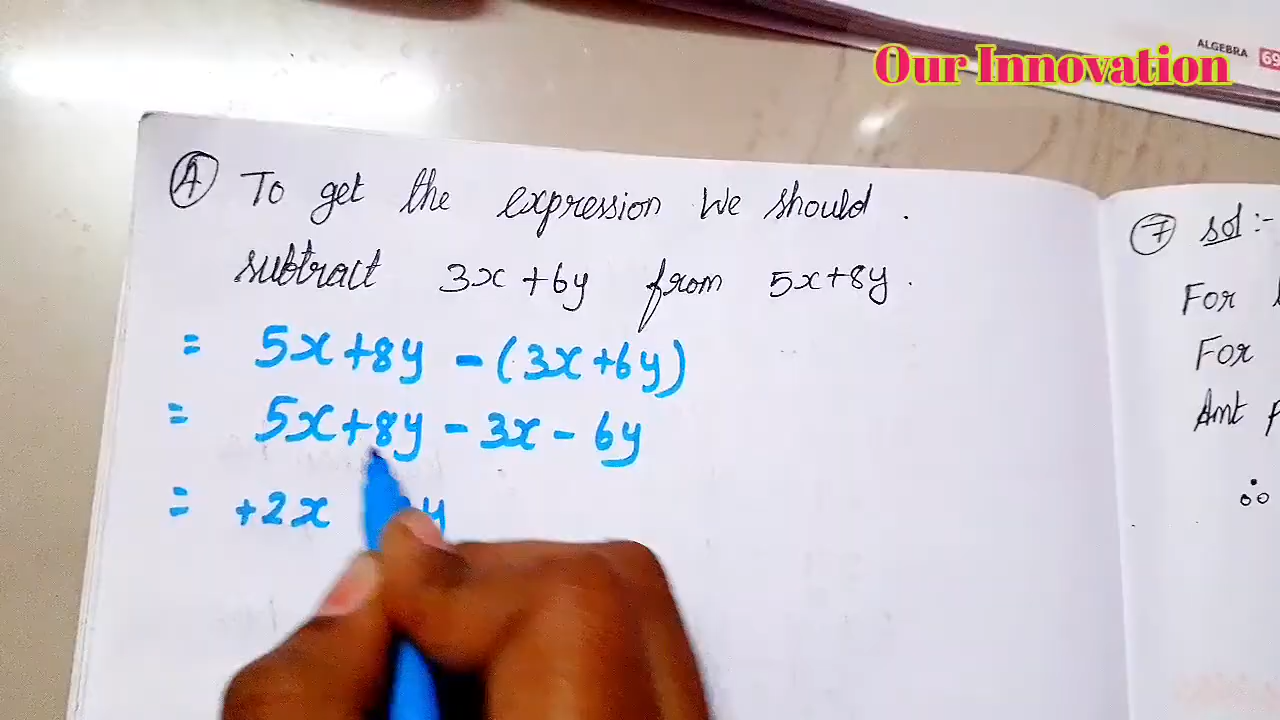 ALGEBRA 69
Our Innovation
A To get the expression We should .
subtract 3x+6y from 5x+8y.
= 5x+8y - (3x+6y)
= 5x+8y - 3x - 6y
= +2x y
7 sol :-
For
For
Amt
∴